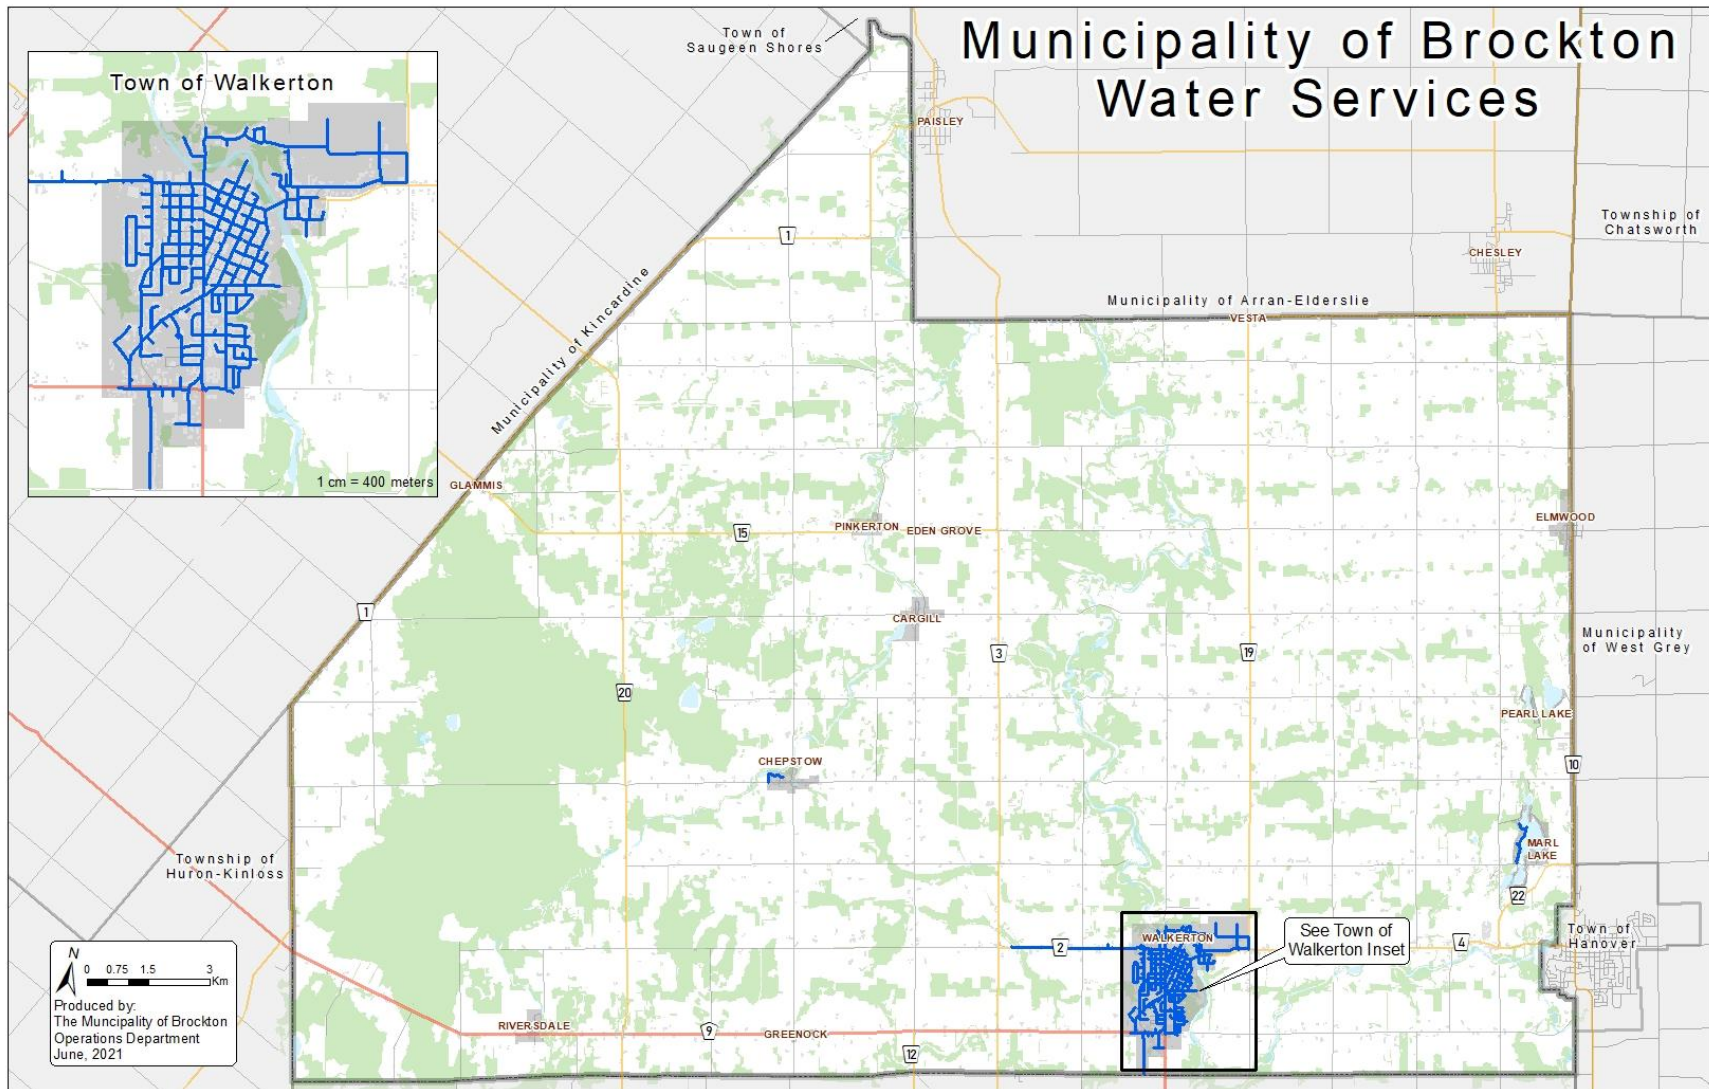 Municipality of Brockton
Water Services
Town of
Saugeen Shores
Town of Walkerton
1 cm = 400 meters
PAISLEY
Township of
Chatsworth
CHESLEY
1
Municipality of Kincardine
Municipality of Arran-Elderslie
VESTA
GLAMMIS
ELMWOOD
PINKERTON
EDEN GROVE
15
1
CARGILL
3
19
Municipality
of West Grey
20
PEARL LAKE
CHEPSTOW
10
Township of
Huron-Kinloss
MARL
LAKE
22
See Town of
Walkerton Inset
Town of
Hanover
WALKERTON
2
4
N
0 0.75 1.5 3
Km
Produced by:
The Muncipality of Brockton
Operations Department
June, 2021
RIVERSDALE
9
GREENOCK
12